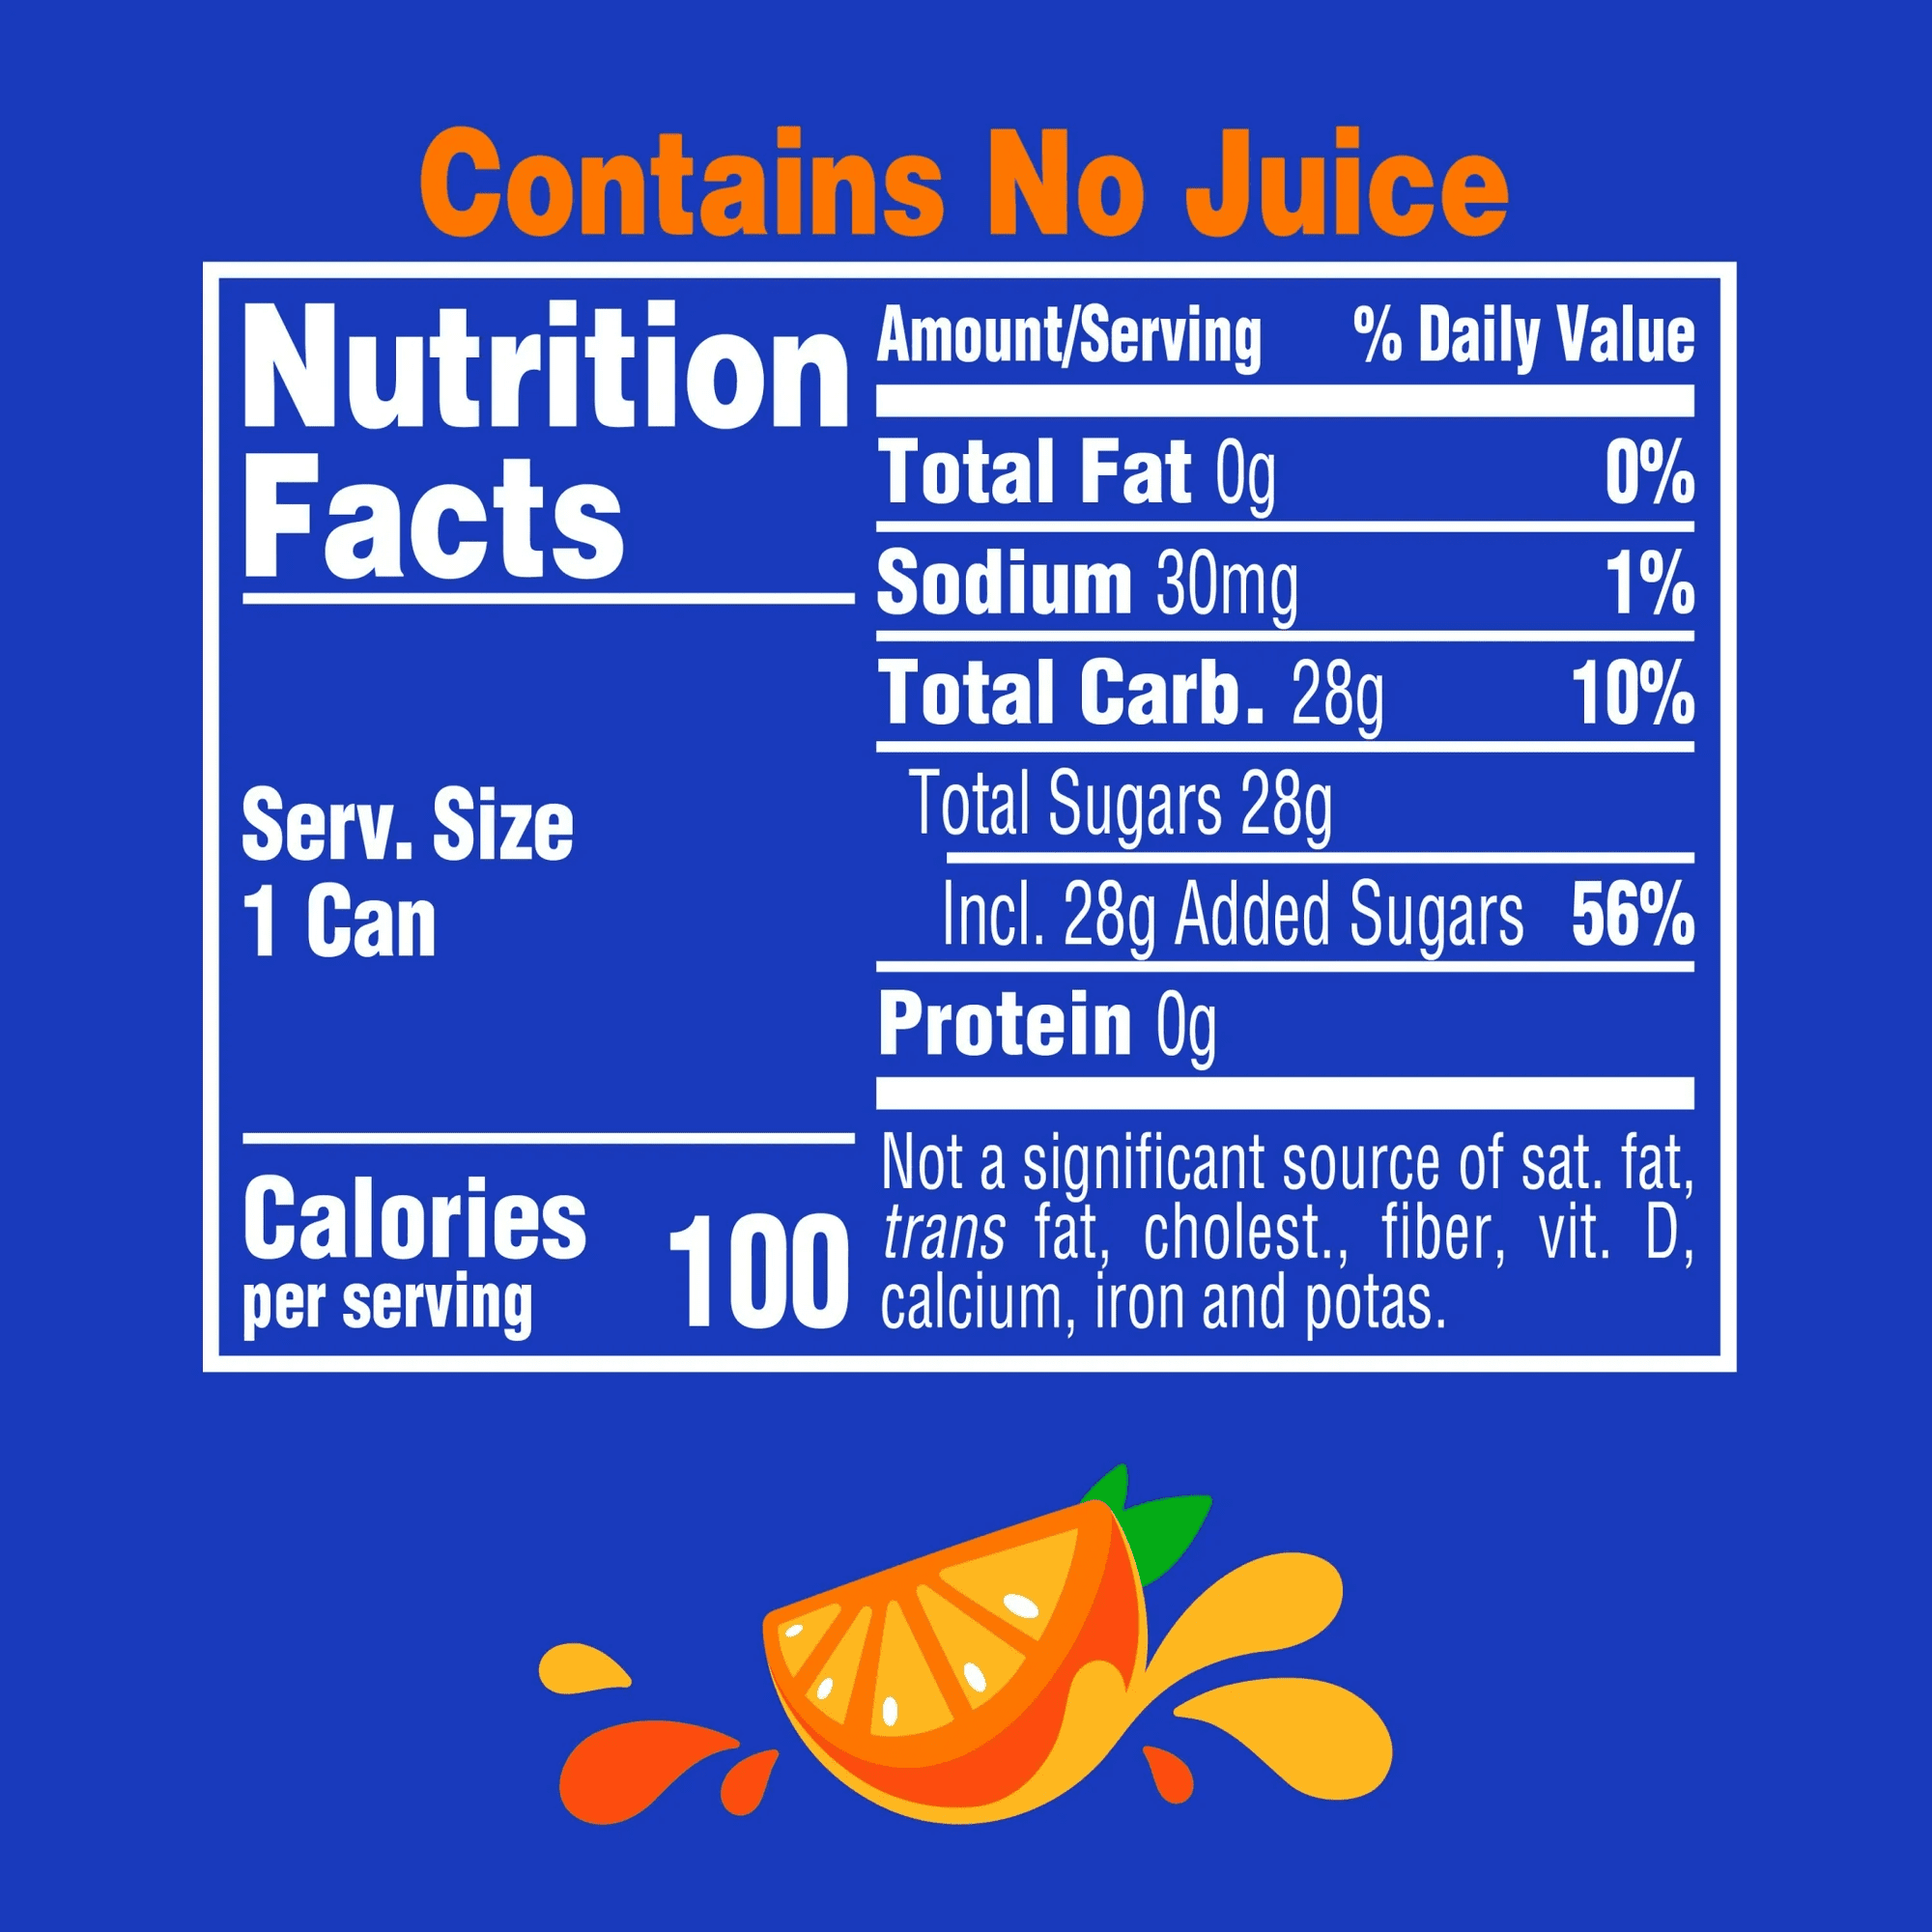 Contains No Juice
Nutrition
Facts
Serv. Size
1 Can
Calories
per serving
100
Amount/Serving % Daily Value
Total Fat 0g 0%
Sodium 30mg 1%
Total Carb. 28g 10%
Total Sugars 28g
Incl. 28g Added Sugars 56%
Protein 0g
Not a significant source of sat. fat,
trans fat, cholest., fiber, vit. D,
calcium, iron and potas.